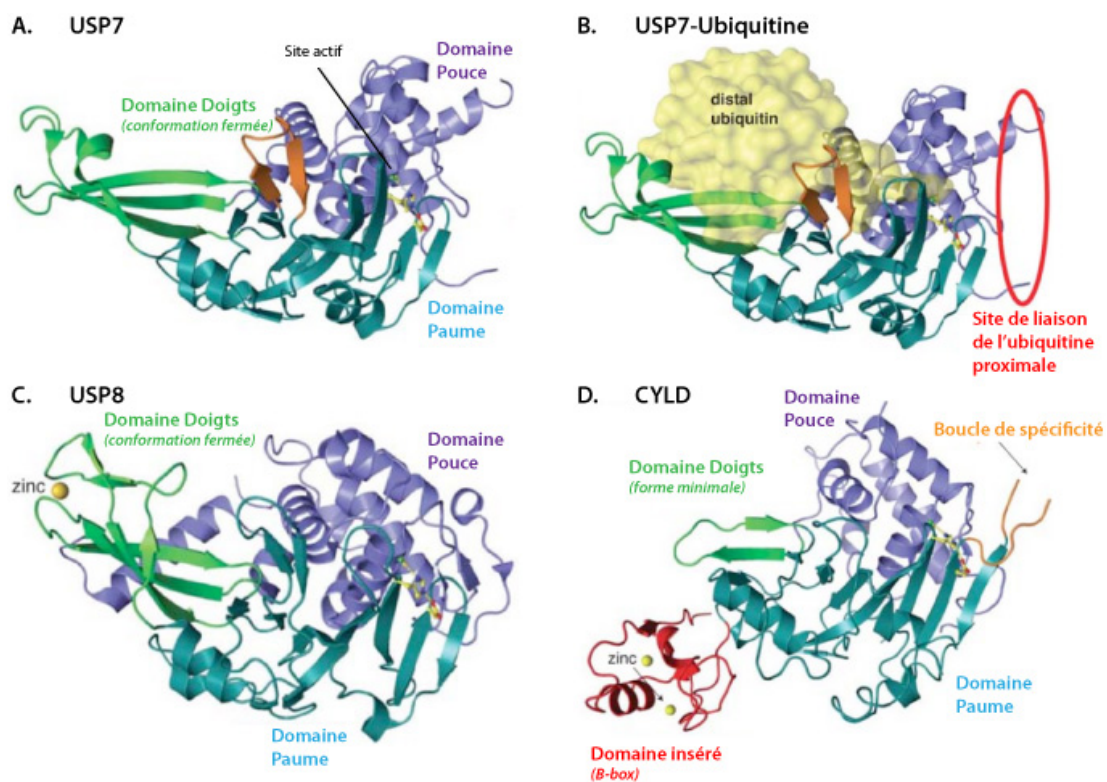 A. USP7
Site actif
Domaine
Pouce
Domaine Doigts
(conformation fermée)
Domaine
Paume
B. USP7-Ubiquitine
distal
ubiquitin
Site de liaison
de l'ubiquitine
proximale
C. USP8
Domaine Doigts
(conformation fermée)
zinc
Domaine
Pouce
Domaine
Paume
D. CYLD
Domaine
Pouce
Boucle de spécificité
Domaine Doigts
(forme minimale)
zinc
Domaine
Paume
Domaine inséré
(B-box)